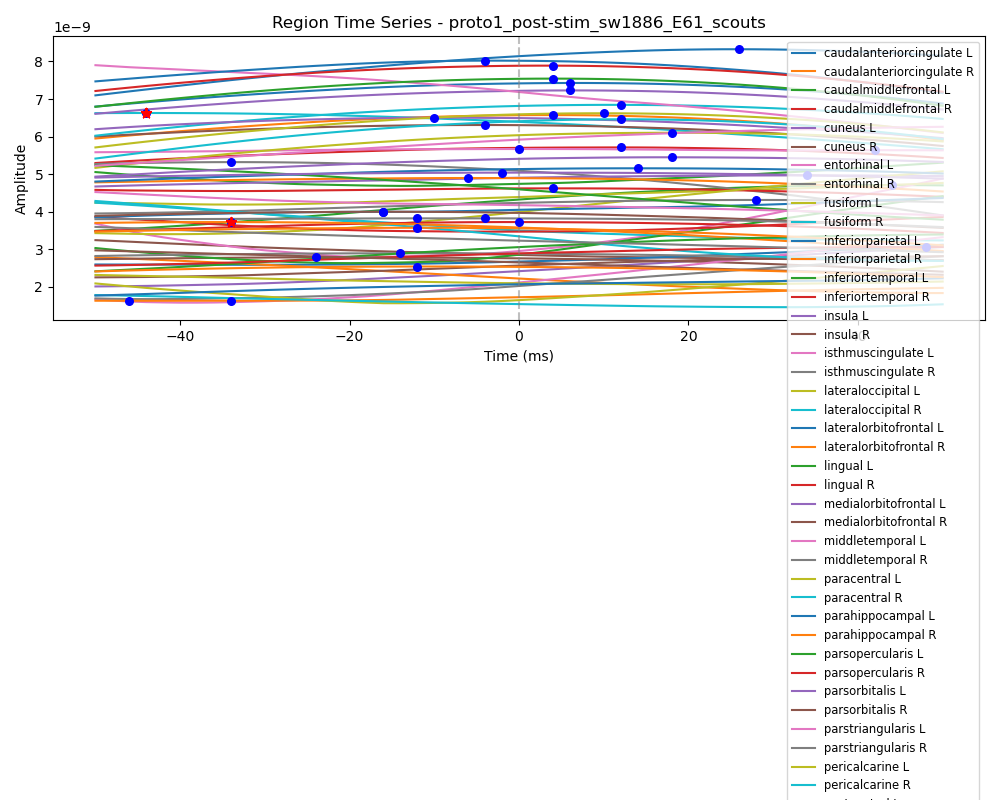 Region Time Series - proto1_post-stim_sw1886_E61_scouts
1e−9
8
7
6
5
4
3
2
Amplitude
−40
−20
0
20
40
Time (ms)
caudalanteriorcingulate L
caudalanteriorcingulate R
caudalmiddlefrontal L
caudalmiddlefrontal R
cuneus L
cuneus R
entorhinal L
entorhinal R
fusiform L
fusiform R
inferiorparietal L
inferiorparietal R
inferiortemporal L
inferiortemporal R
insula L
insula R
isthmuscingulate L
isthmuscingulate R
lateraloccipital L
lateraloccipital R
lateralorbitofrontal L
lateralorbitofrontal R
lingual L
lingual R
medialorbitofrontal L
medialorbitofrontal R
middletemporal L
middletemporal R
paracentral L
paracentral R
parahippocampal L
parahippocampal R
parsopercularis L
parsopercularis R
parsorbitalis L
parsorbitalis R
parstriangularis L
parstriangularis R
pericalcarine L
pericalcarine R